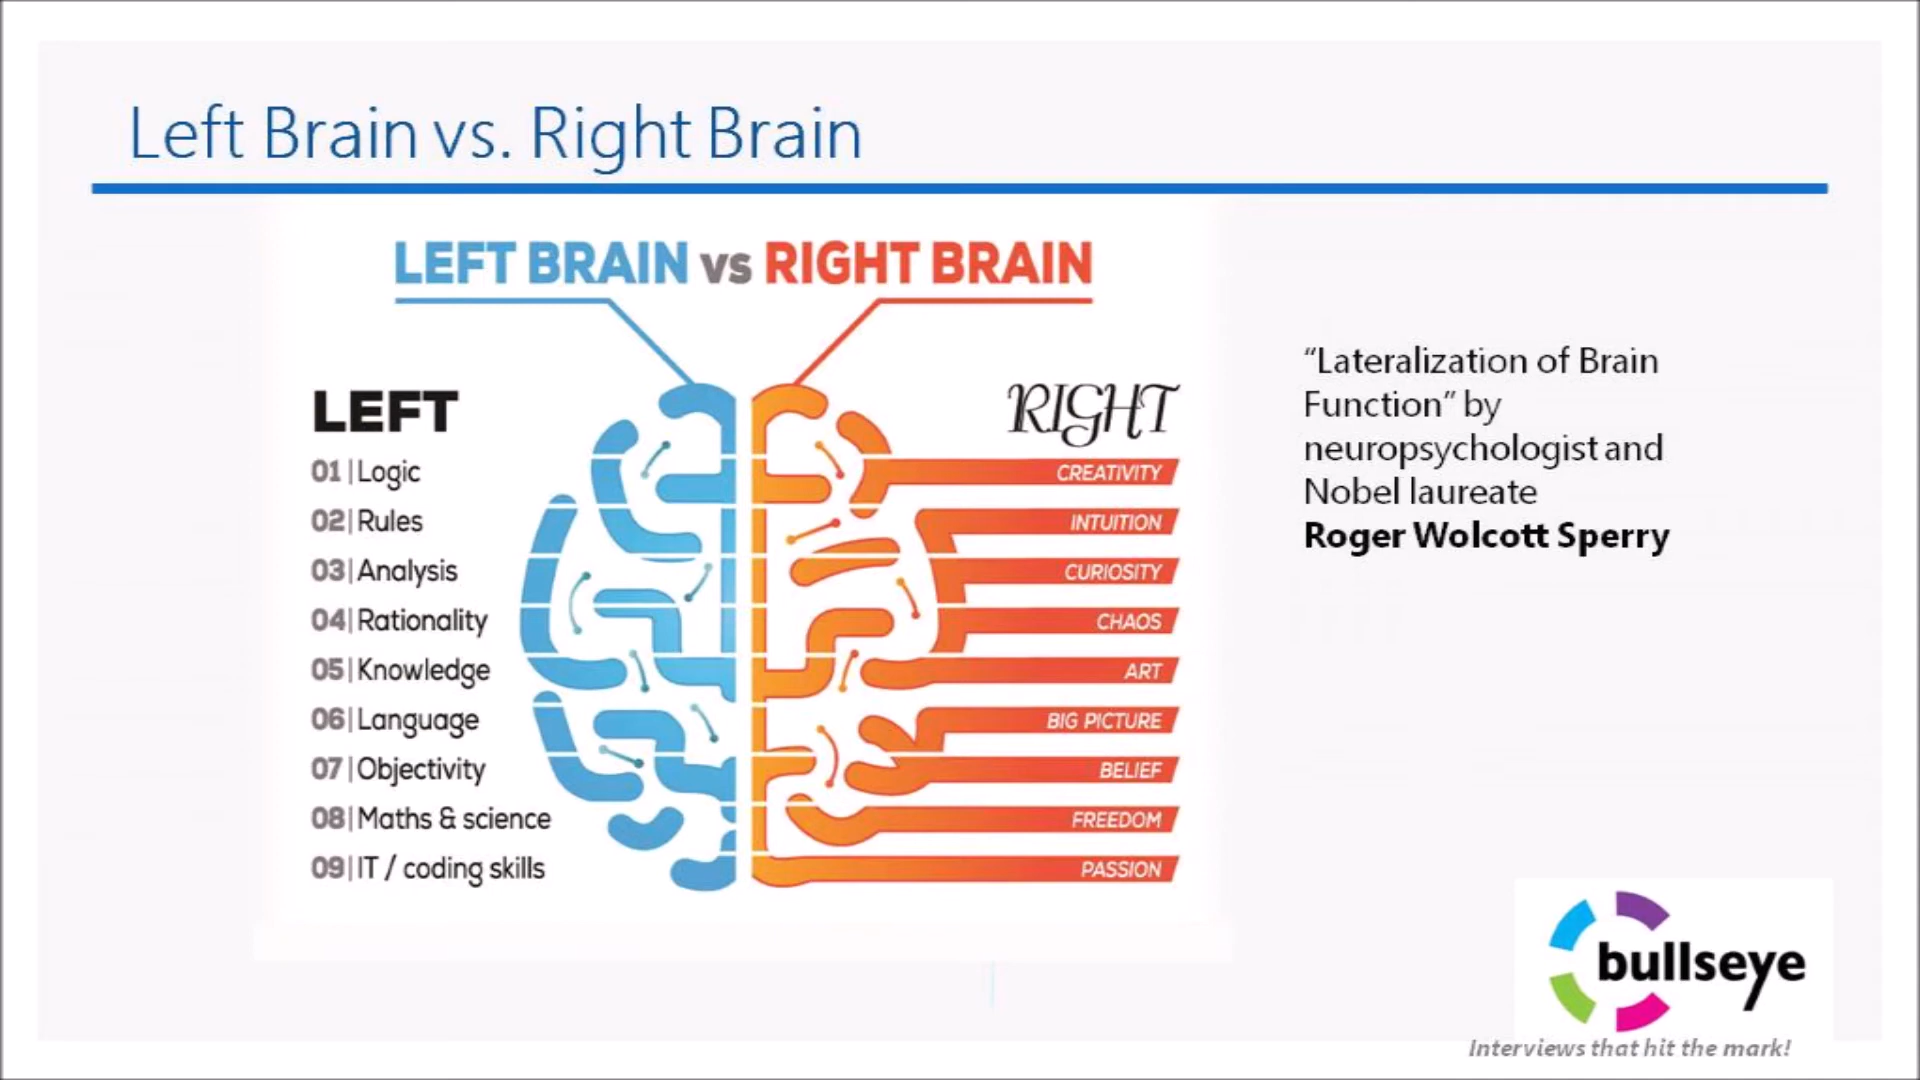 Left Brain vs. Right Brain
LEFT BRAIN vs RIGHT BRAIN
LEFT
01 | Logic
02 | Rules
03 | Analysis
04 | Rationality
05 | Knowledge
06 | Language
07 | Objectivity
08 | Maths & science
09 | IT / coding skills
RIGHT
CREATIVITY
INTUITION
CURIOSITY
CHAOS
ART
BIG PICTURE
BELIEF
FREEDOM
PASSION
“Lateralization of Brain
Function” by
neuropsychologist and
Nobel laureate
Roger Wolcott Sperry
bullseye
Interviews that hit the mark!